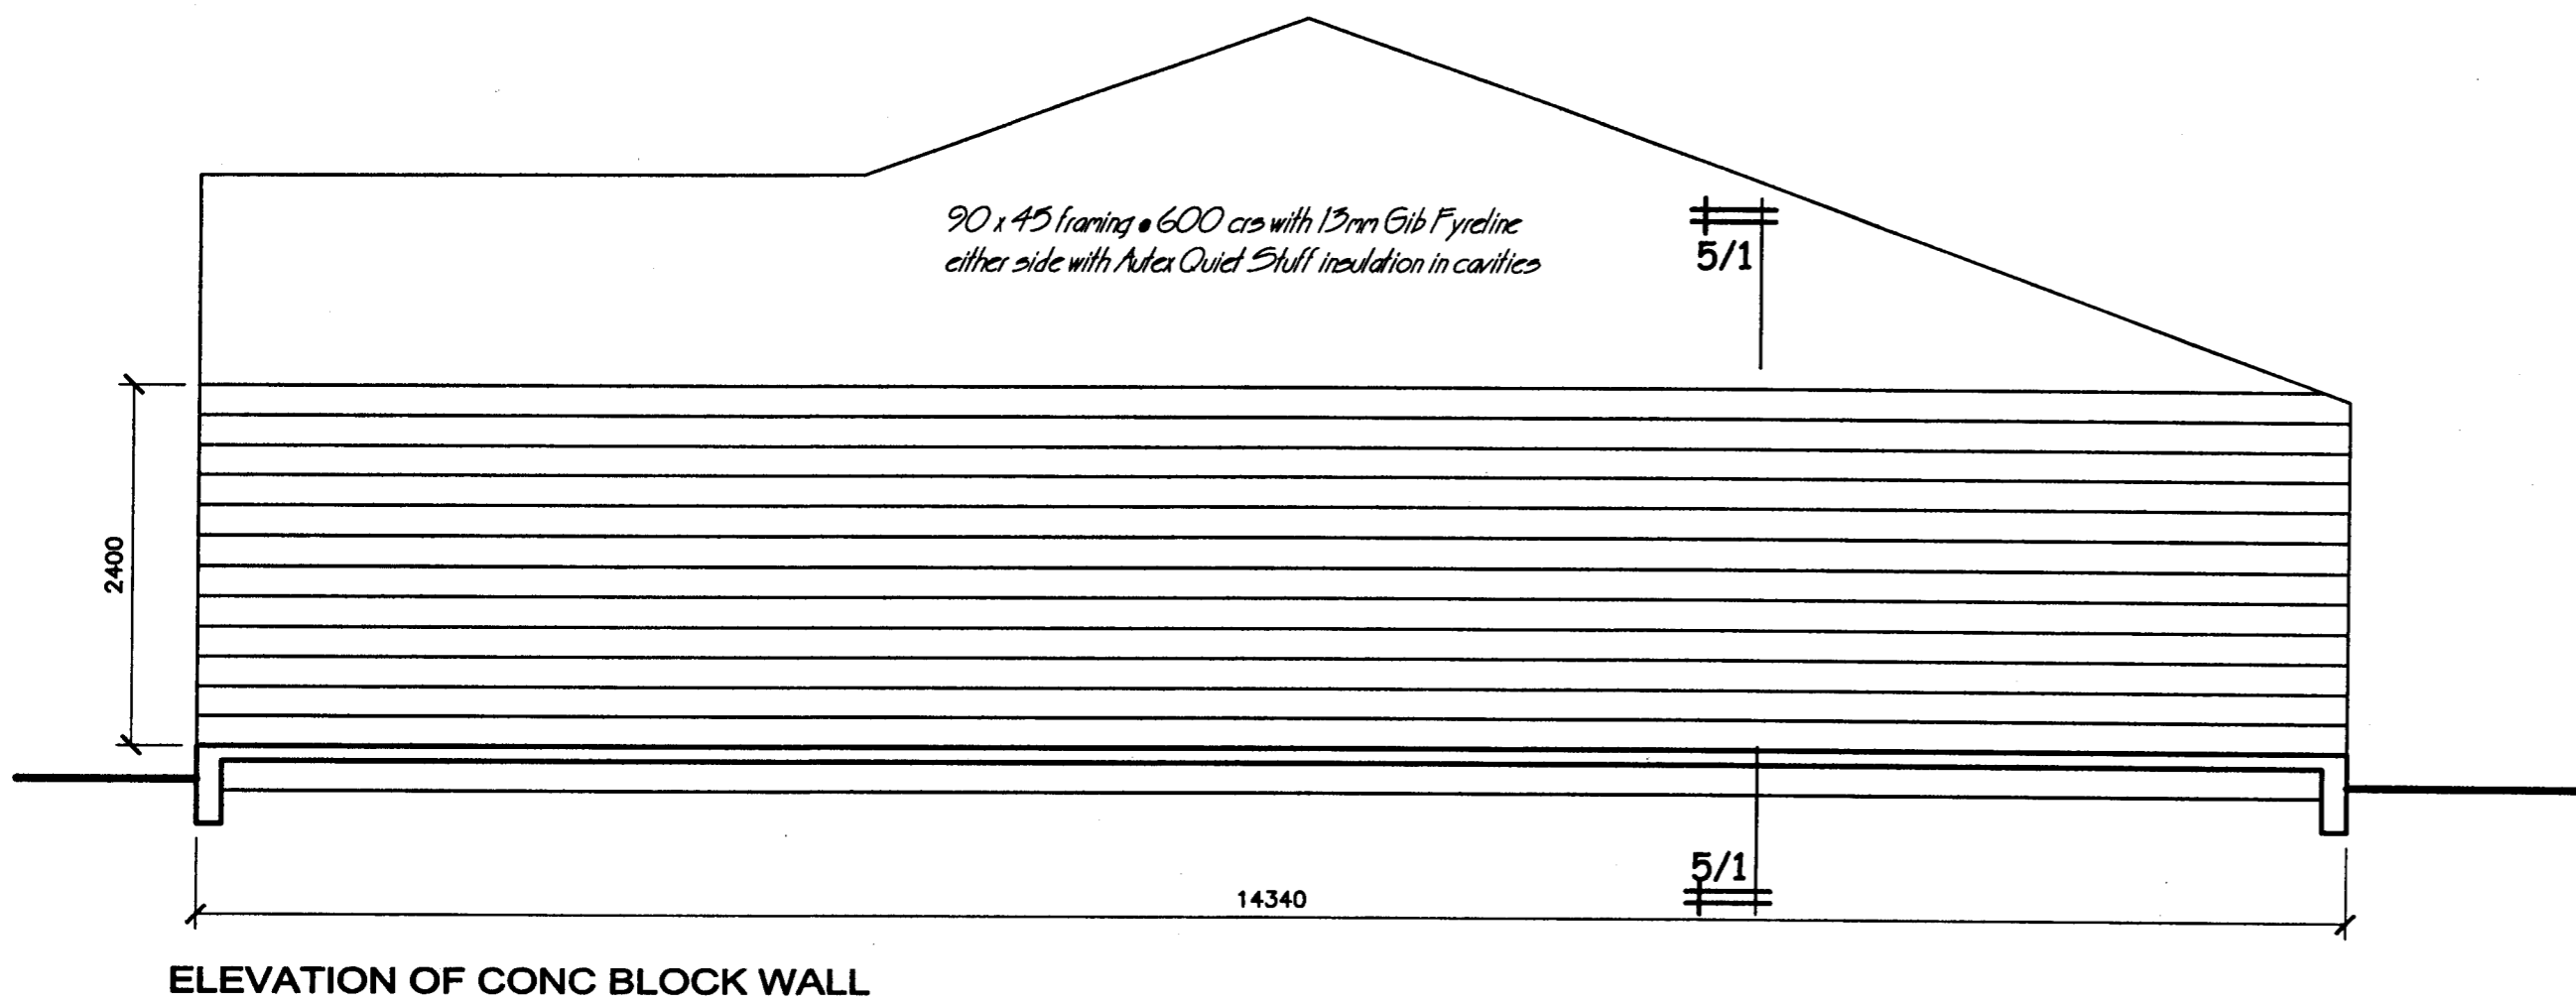 90 x 45 framing • 600 crs with 13mm Gib Fyreline
either side with Autex Quiet Stuff insulation in cavities
5/1
2400
5/1
14340
ELEVATION OF CONC BLOCK WALL